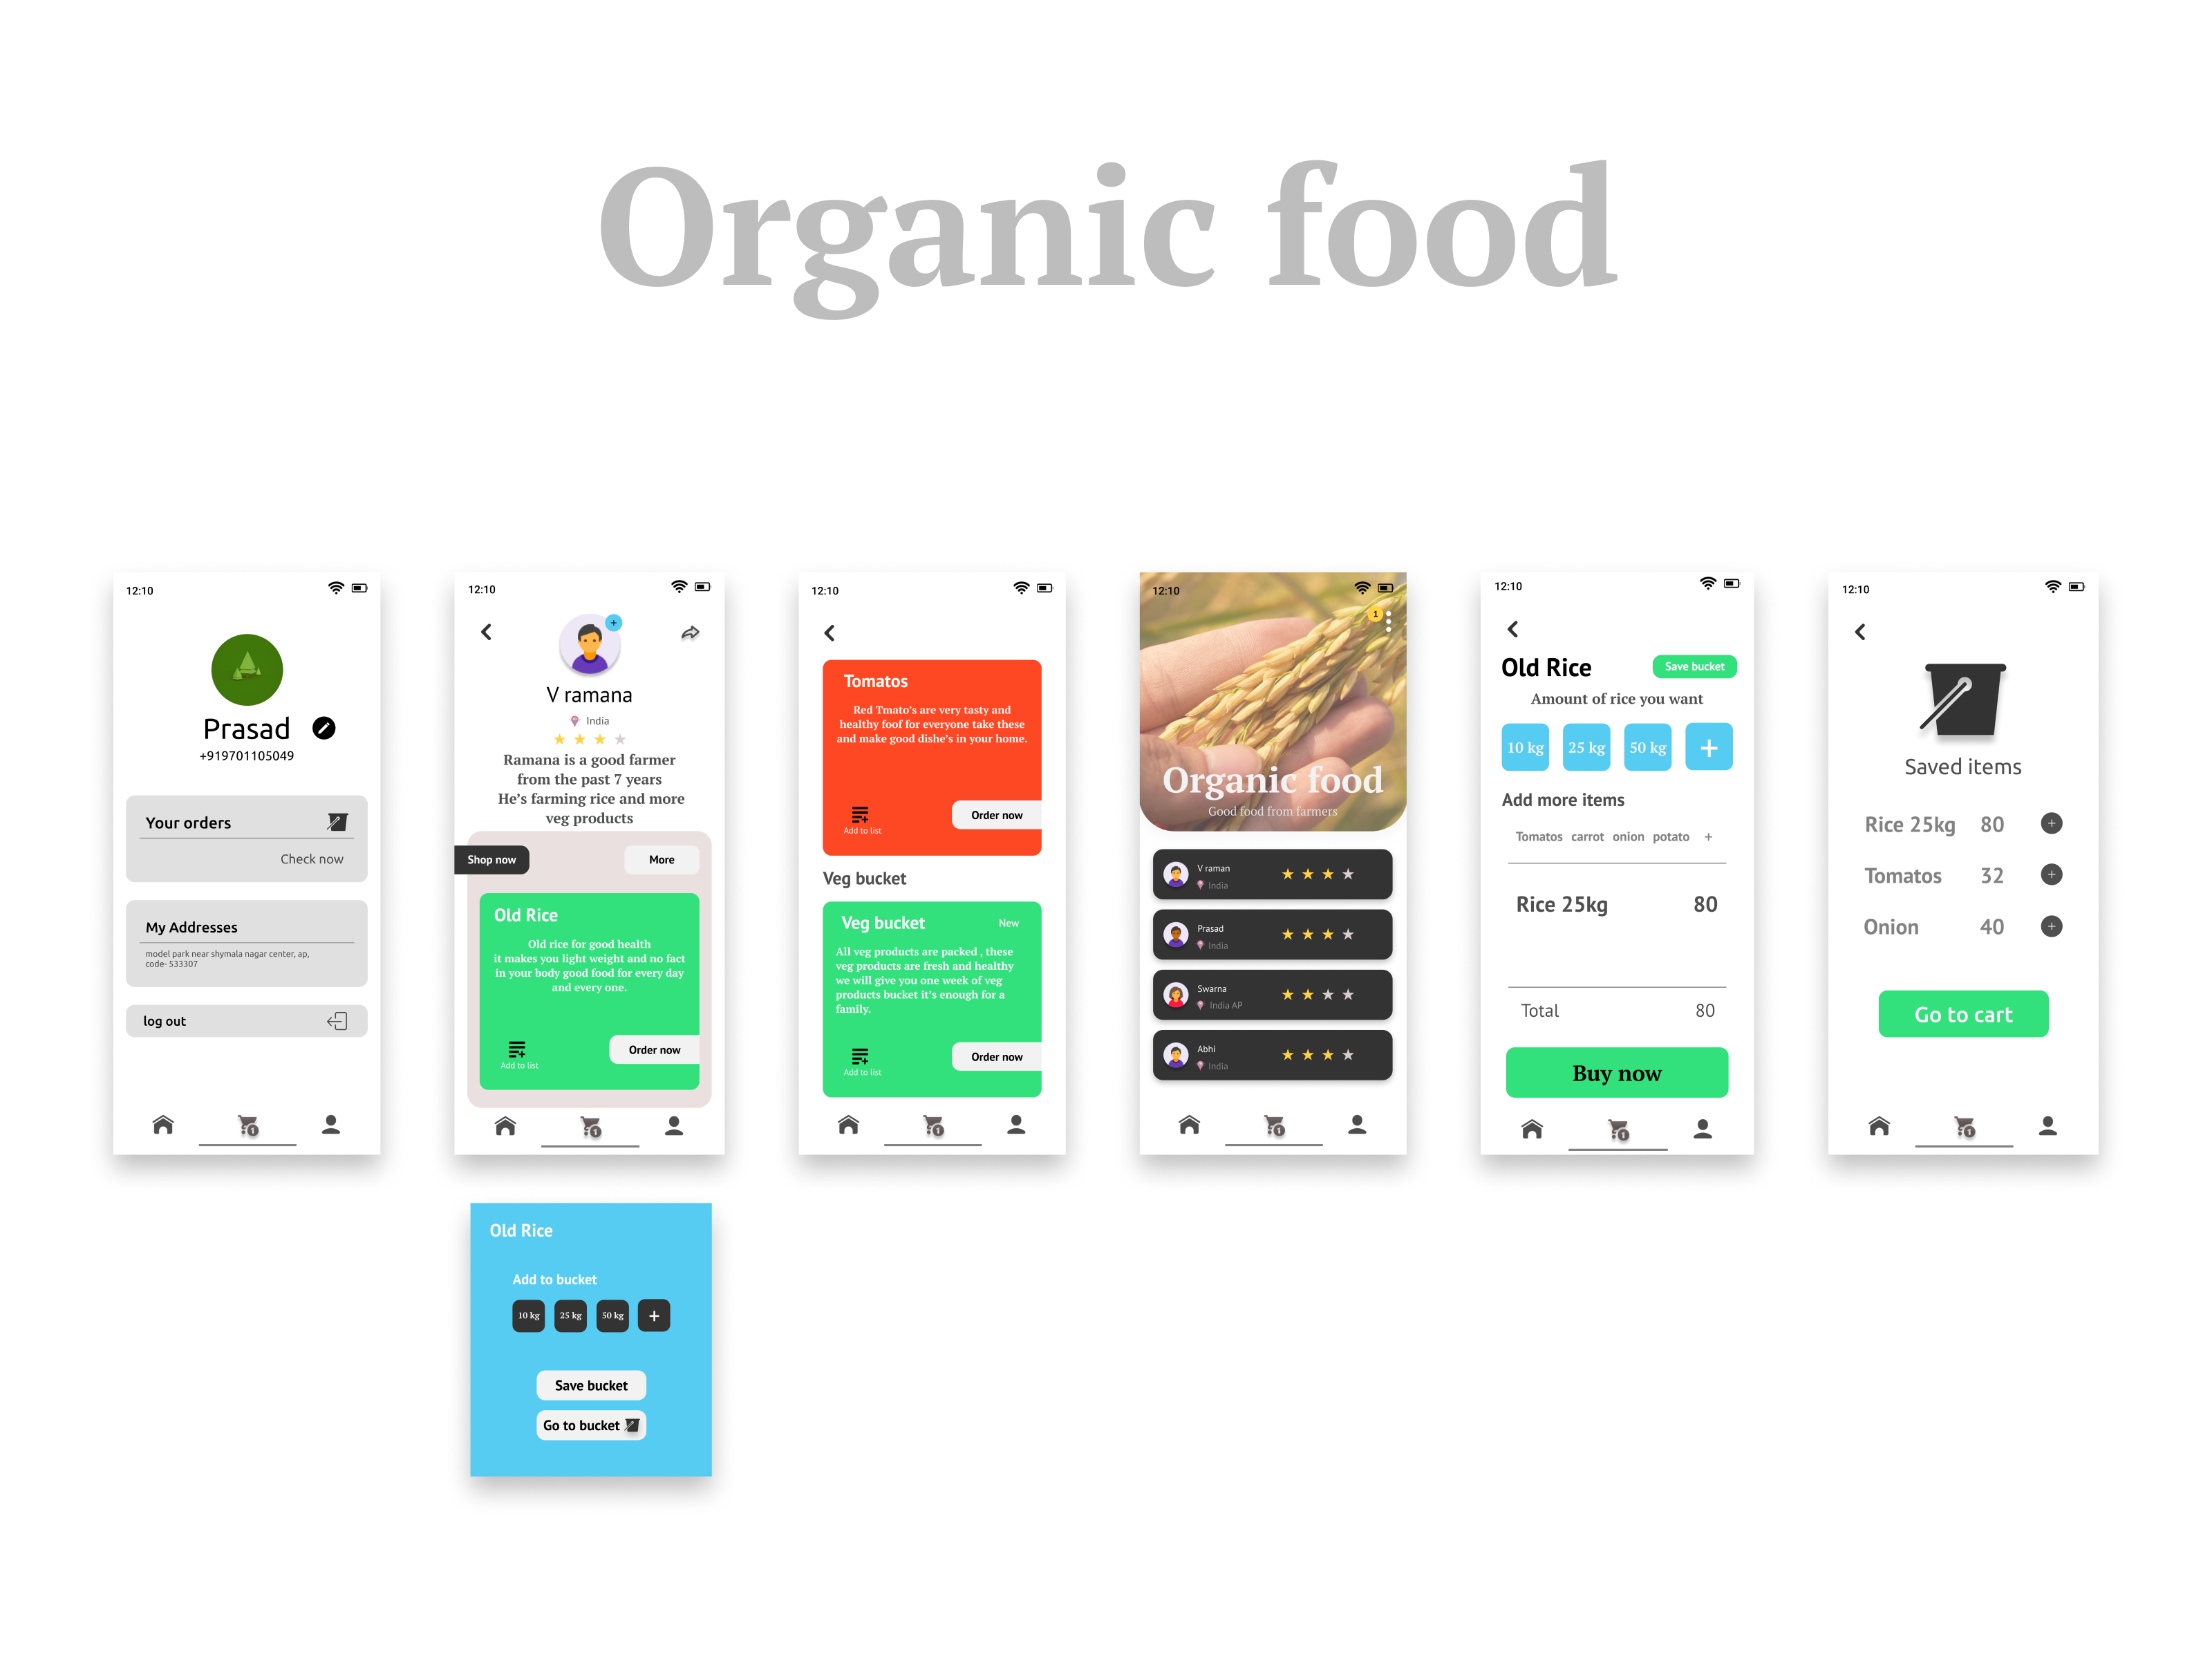 Organic food
12:10
Prasad
+919701105049
Your orders
Check now
My Addresses
model park near shymala nagar center, ap,
code- 533307
log out
1
12:10
+
V ramana
India
Ramana is a good farmer
from the past 7 years
He's farming rice and more
veg products
Shop now
More
Old Rice
Old rice for good health
it makes you light weight and no fact
in your body good food for every day
and every one.
Add to list
Order now
1
12:10
Tomatos
Red Tmato's are very tasty and
healthy foof for everyone take these
and make good dishe's in your home.
Add to list
Order now
Veg bucket
Veg bucket New
All veg products are packed , these
veg products are fresh and healthy
we will give you one week of veg
products bucket it's enough for a
family.
Add to list
Order now
1
12:10
1
Organic food
Good food from farmers
V raman
India
Prasad
India
Swarna
India AP
Abhi
India
1
12:10
Old Rice
Save bucket
Amount of rice you want
10 kg 25 kg 50 kg +
Add more items
Tomatos carrot onion potato +
Rice 25kg 80
Total 80
Buy now
1
12:10
Saved items
Rice 25kg 80 +
Tomatos 32 +
Onion 40 +
Go to cart
1
Old Rice
Add to bucket
10 kg 25 kg 50 kg +
Save bucket
Go to bucket